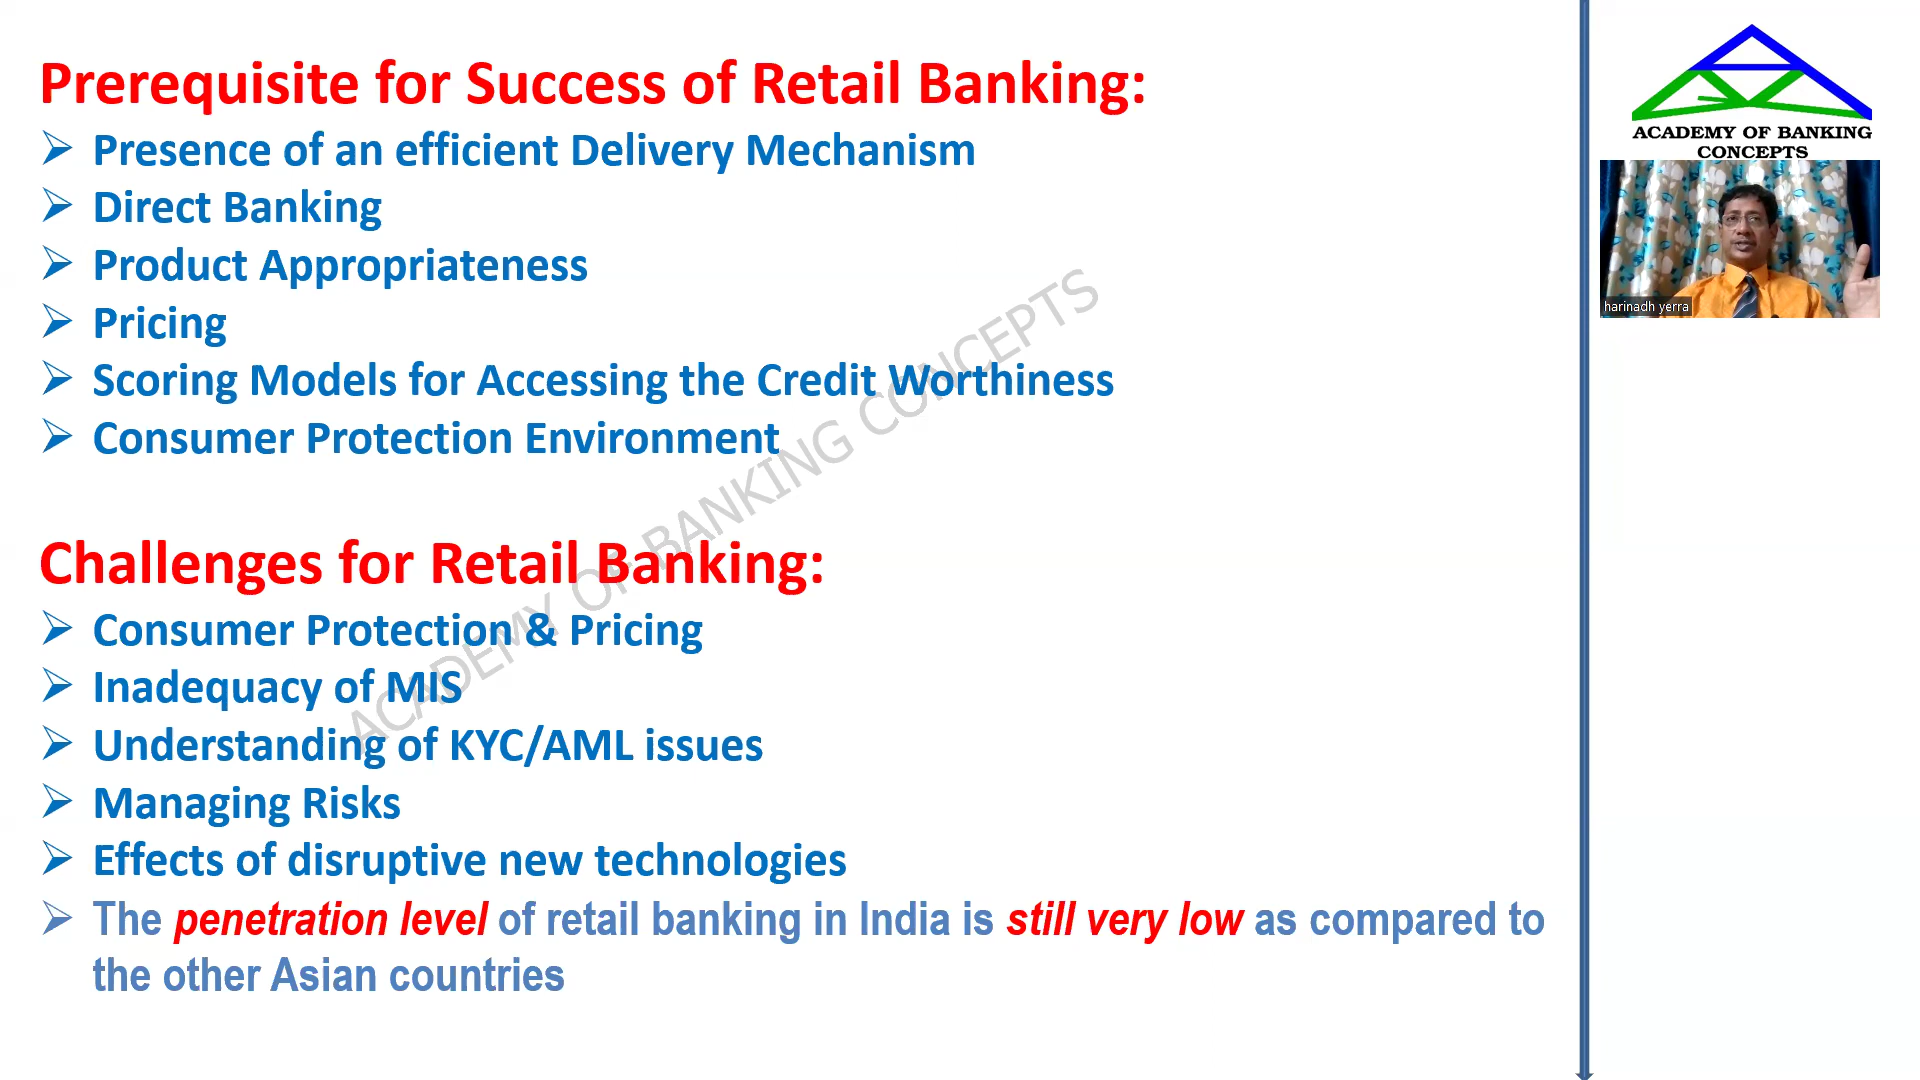 Prerequisite for Success of Retail Banking:
➢ Presence of an efficient Delivery Mechanism
➢ Direct Banking
➢ Product Appropriateness
➢ Pricing
➢ Scoring Models for Accessing the Credit Worthiness
➢ Consumer Protection Environment
Challenges for Retail Banking:
➢ Consumer Protection & Pricing
➢ Inadequacy of MIS
➢ Understanding of KYC/AML issues
➢ Managing Risks
➢ Effects of disruptive new technologies
➢ The penetration level of retail banking in India is still very low as compared to
the other Asian countries
ACADEMY OF BANKING CONCEPTS
ACADEMY OF BANKING
CONCEPTS
harinadh yerra